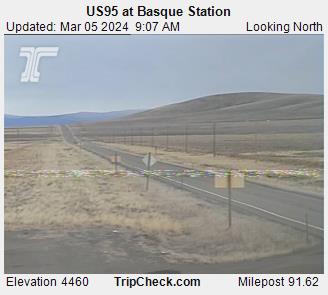 US95 at Basque Station
Updated: Mar 05 2024 9:07 AM Looking North
Elevation 4460 TripCheck.com Milepost 91.62